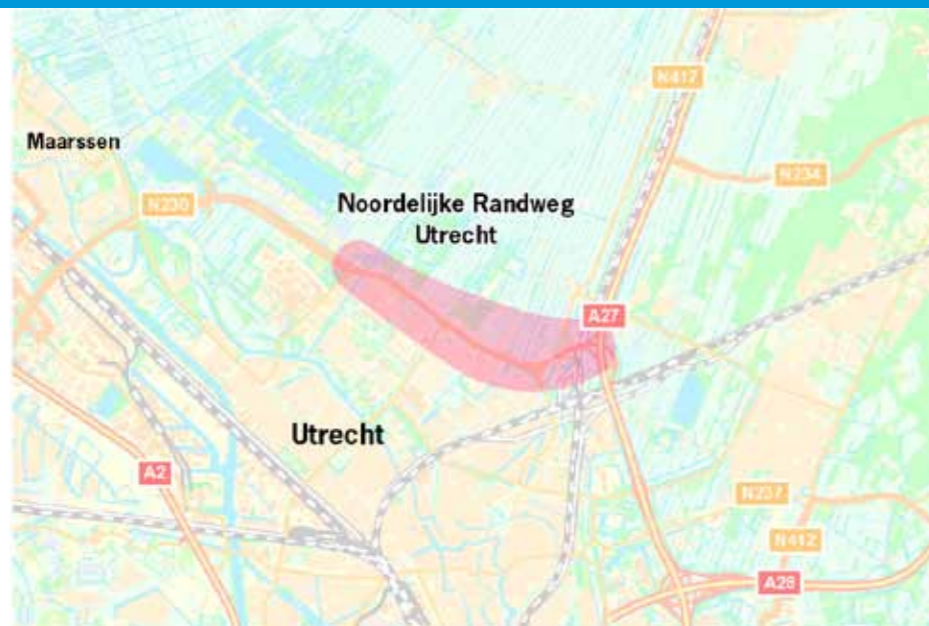 N417
Maarssen
N234
N230
Noordelijke Randweg
Utrecht
A27
Utrecht
A2
N237
N412
A28